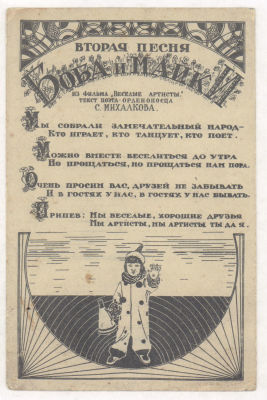 ВТОРАЯ ПЕСНЯ
БОБА И МАЙКИ
ИЗ ФИЛЬМА „ВЕСЕЛЫЕ АРТИСТЫ".
ТЕКСТ ПОЭТА-ОРДЕНОНОСЦА
С. МИХАЛКОВА.
МЫ СОБРАЛИ ЗАМЕЧАТЕЛЬНЫЙ НАРОД-
КТО ИГРАЕТ, КТО ТАНЦУЕТ, КТО ПОЕТ.
МОЖНО ВМЕСТЕ ВЕСЕЛИТЬСЯ ДО УТРА
НО ПРОЩАТЬСЯ, НО ПРОЩАТЬСЯ НАМ ПОРА.
ОЧЕНЬ ПРОСИМ ВАС, ДРУЗЕЙ НЕ ЗАБЫВАТЬ
И В ГОСТЯХ У НАС, В ГОСТЯХ У НАС БЫВАТЬ.
ПРИПЕВ: МЫ ВЕСЕЛЫЕ, ХОРОШИЕ ДРУЗЬЯ
МЫ АРТИСТЫ, МЫ АРТИСТЫ ТЫ ДА Я.